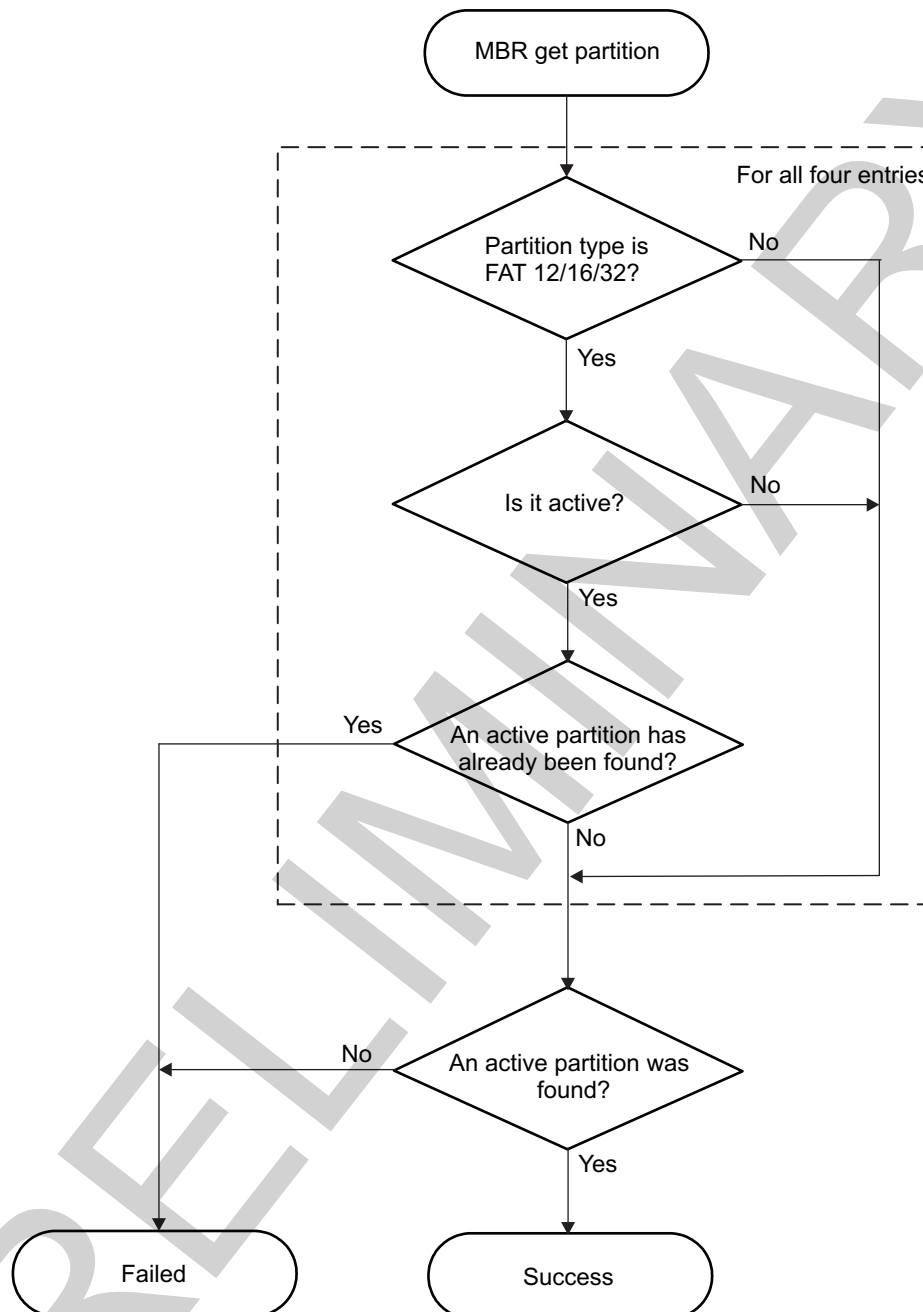 MBR get partition
For all four entries
Partition type is
FAT 12/16/32?
No
Yes
Is it active?
No
Yes
An active partition has
already been found?
Yes
No
An active partition was
found?
No
Yes
Failed
Success
PRELIMINARY